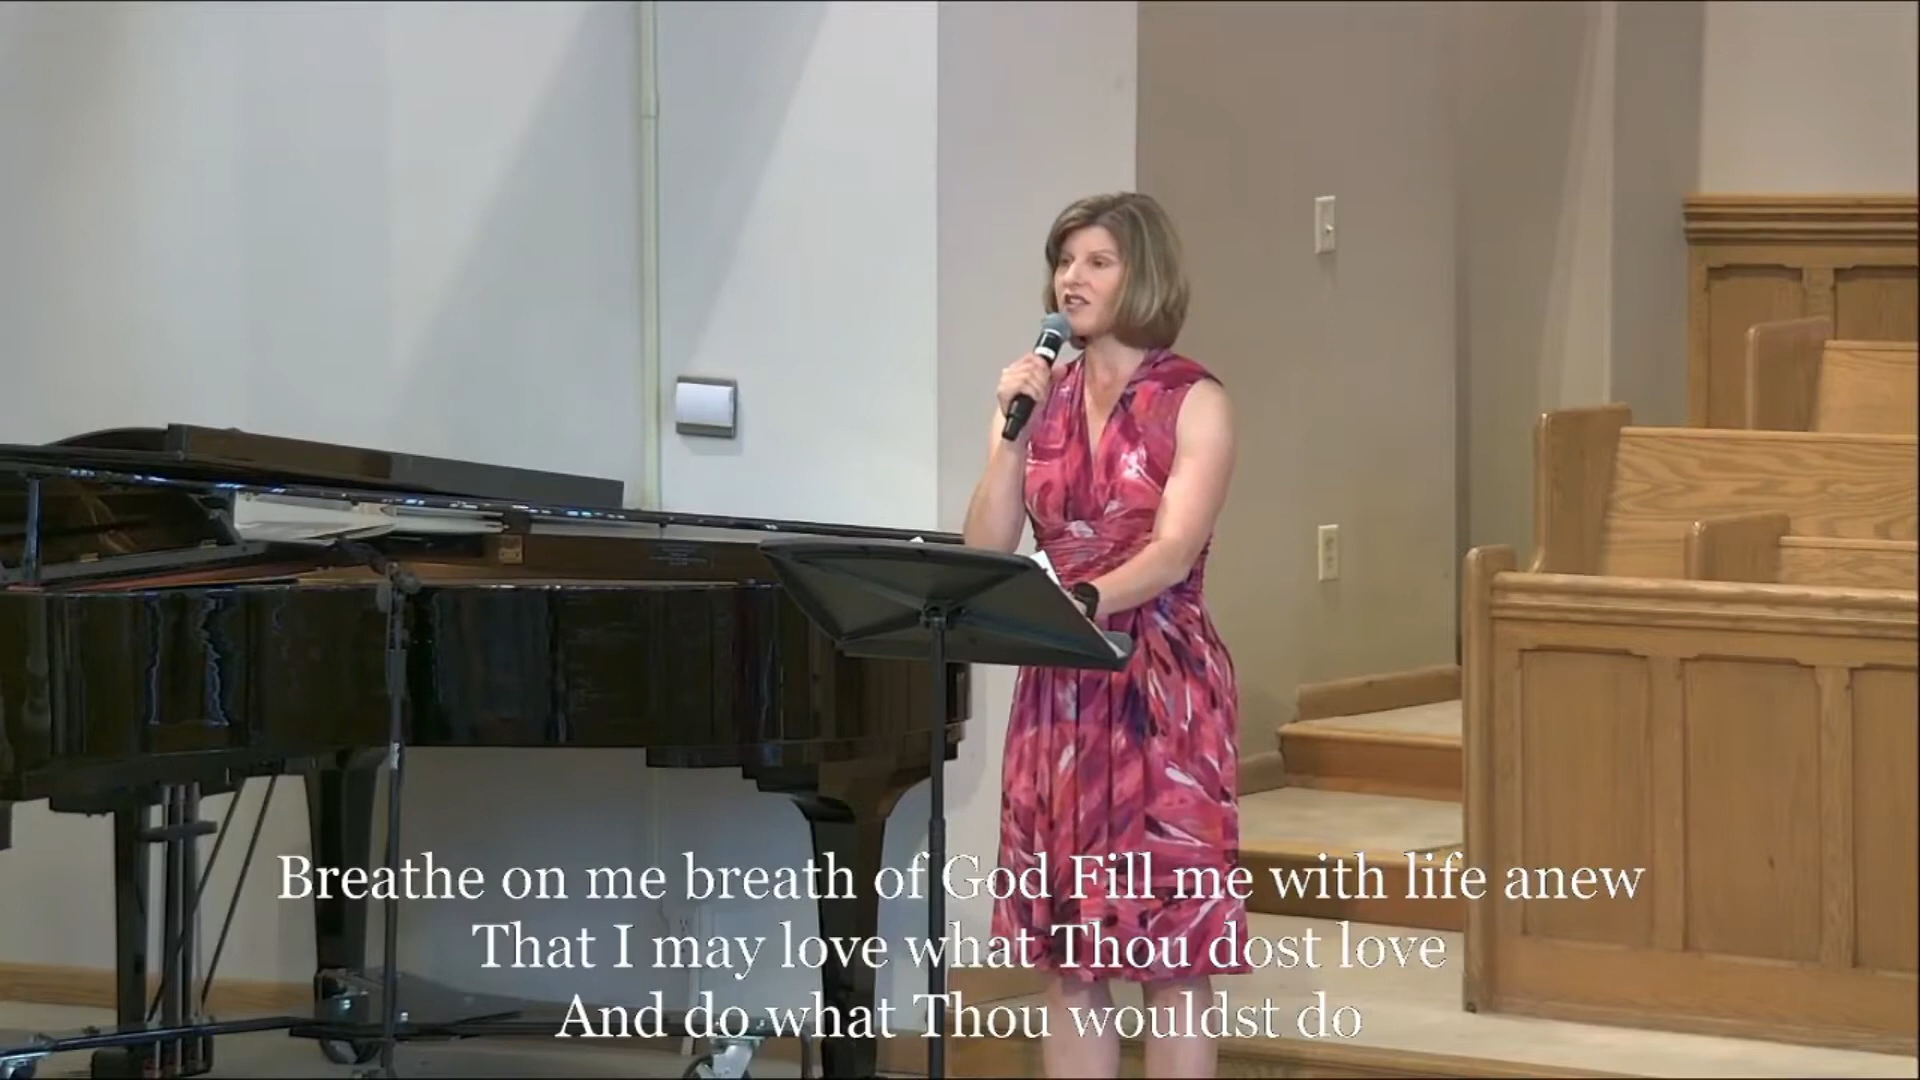 Breathe on me breath of God Fill me with life anew
That I may love what Thou dost love
And do what Thou wouldst do